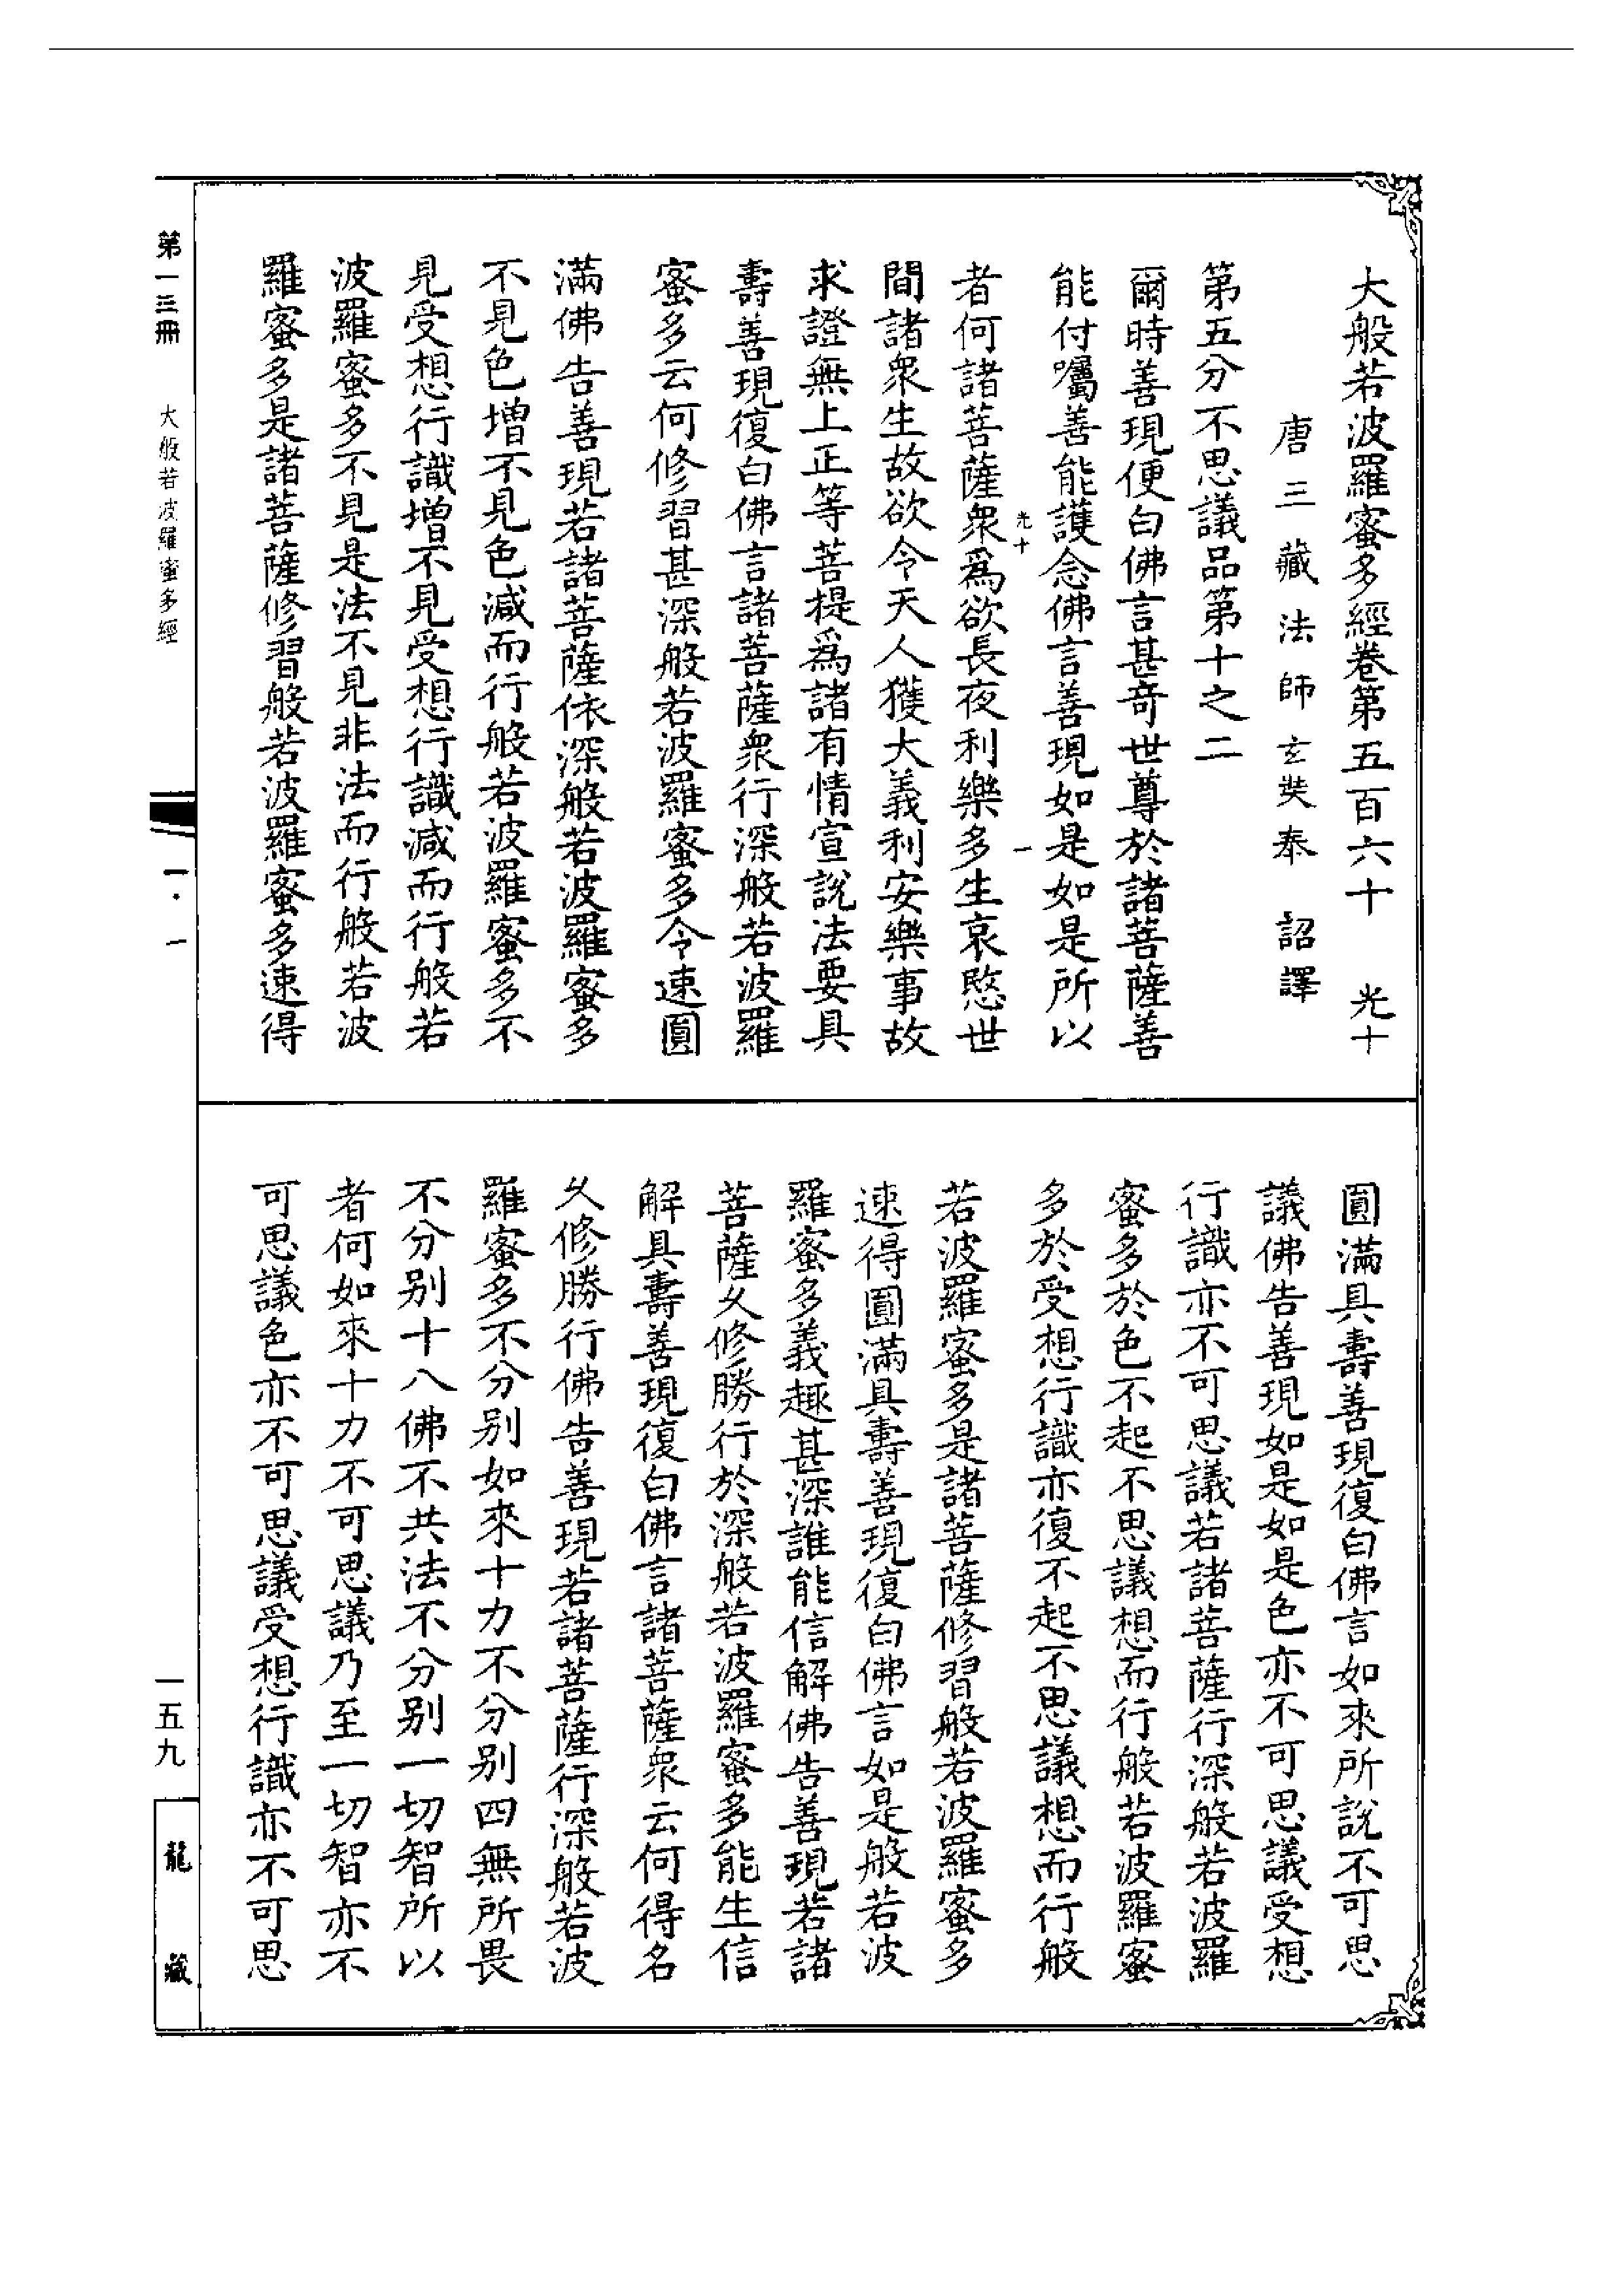 大般若波羅蜜多經卷第五百六十　光十
唐三藏法師玄奘奉　詔譯
第五分不思議品第十之二
爾時善現便白佛言甚奇世尊於諸菩薩善
能付囑善能護念佛言善現如是如是所以
光十　一
者何諸菩薩衆爲欲長夜利樂多生哀愍世
間諸衆生故欲令天人獲大義利安樂事故
求證無上正等菩提爲諸有情宣說法要具
壽善現復白佛言諸菩薩衆行深般若波羅
蜜多云何修習甚深般若波羅蜜多令速圓
滿佛告善現若諸菩薩依深般若波羅蜜多
不見色增不見色減而行般若波羅蜜多不
見受想行識增不見受想行識減而行般若
波羅蜜多不見是法不見非法而行般若波
羅蜜多是諸菩薩修習般若波羅蜜多速得
圓滿具壽善現復白佛言如來所說不可思
議佛告善現如是如是色亦不可思議受想
行識亦不可思議若諸菩薩行深般若波羅
蜜多於色不起不思議想而行般若波羅蜜
多於受想行識亦復不起不思議想而行般
若波羅蜜多是諸菩薩修習般若波羅蜜多
速得圓滿具壽善現復白佛言如是般若波
羅蜜多義趣甚深誰能信解佛告善現若諸
菩薩久修勝行於深般若波羅蜜多能生信
解具壽善現復白佛言諸菩薩衆云何得名
久修勝行佛告善現若諸菩薩行深般若波
羅蜜多不分別如來十力不分別四無所畏
不分別十八佛不共法不分別一切智所以
者何如來十力不可思議乃至一切智亦不
可思議色亦不可思議受想行識亦不可思
第一三冊　大般若波羅蜜多經
一·一
一五九
龍藏